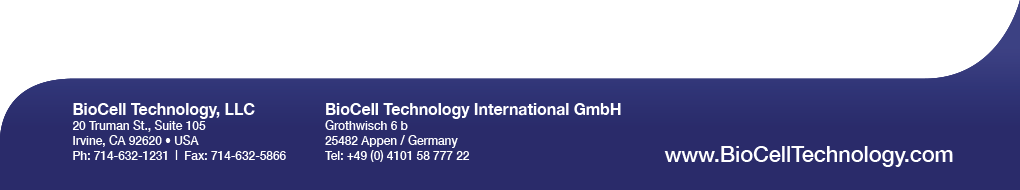 BioCell Technology, LLC
20 Truman St., Suite 105
Irvine, CA 92620 • USA
Ph: 714-632-1231 | Fax: 714-632-5866
BioCell Technology International GmbH
Grothwisch 6 b
25482 Appen / Germany
Tel: +49 (0) 4101 58 777 22
www.BioCellTechnology.com